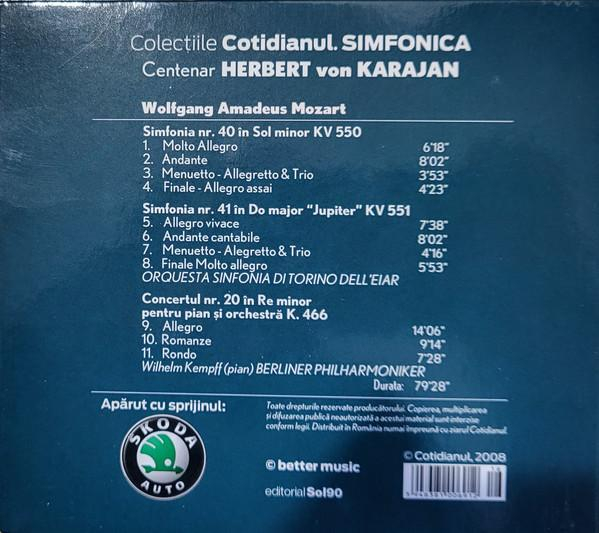 Colectiile Cotidianul. SIMFONICA
Centenar HERBERT von KARAJAN
Wolfgang Amadeus Mozart
Simfonia nr. 40 în Sol minor KV 550
1. Molto Allegro 6'18"
2. Andante 8'02"
3. Menuetto - Allegretto & Trio 3'53"
4. Finale - Allegro assai 4'23"
Simfonia nr. 41 în Do major "Jupiter" KV 551
5. Allegro vivace 7'38"
6. Andante cantabile 8'02"
7. Menuetto - Alegretto & Trio 4'16"
8. Finale Molto allegro 5'53"
ORQUESTA SINFONIA DI TORINO DELL'EIAR
Concertul nr. 20 în Re minor
pentru pian și orchestră K. 466
9. Allegro 14'06"
10. Romanze 9'14"
11. Rondo 7'28"
Wilhelm Kempff (pian) BERLINER PHILHARMONIKER
Durata: 79'28"
Apărut cu sprijinul:
Toate drepturile rezervate producătorului. Copierea, multiplicarea
și difuzarea publică neautorizată a acestui material sunt interzise
conform legii. Distribuit în România numai împreună cu ziarul Cotidianul.
SKODA
AUTO
© better music
editorial Sol90
© Cotidianul, 2008